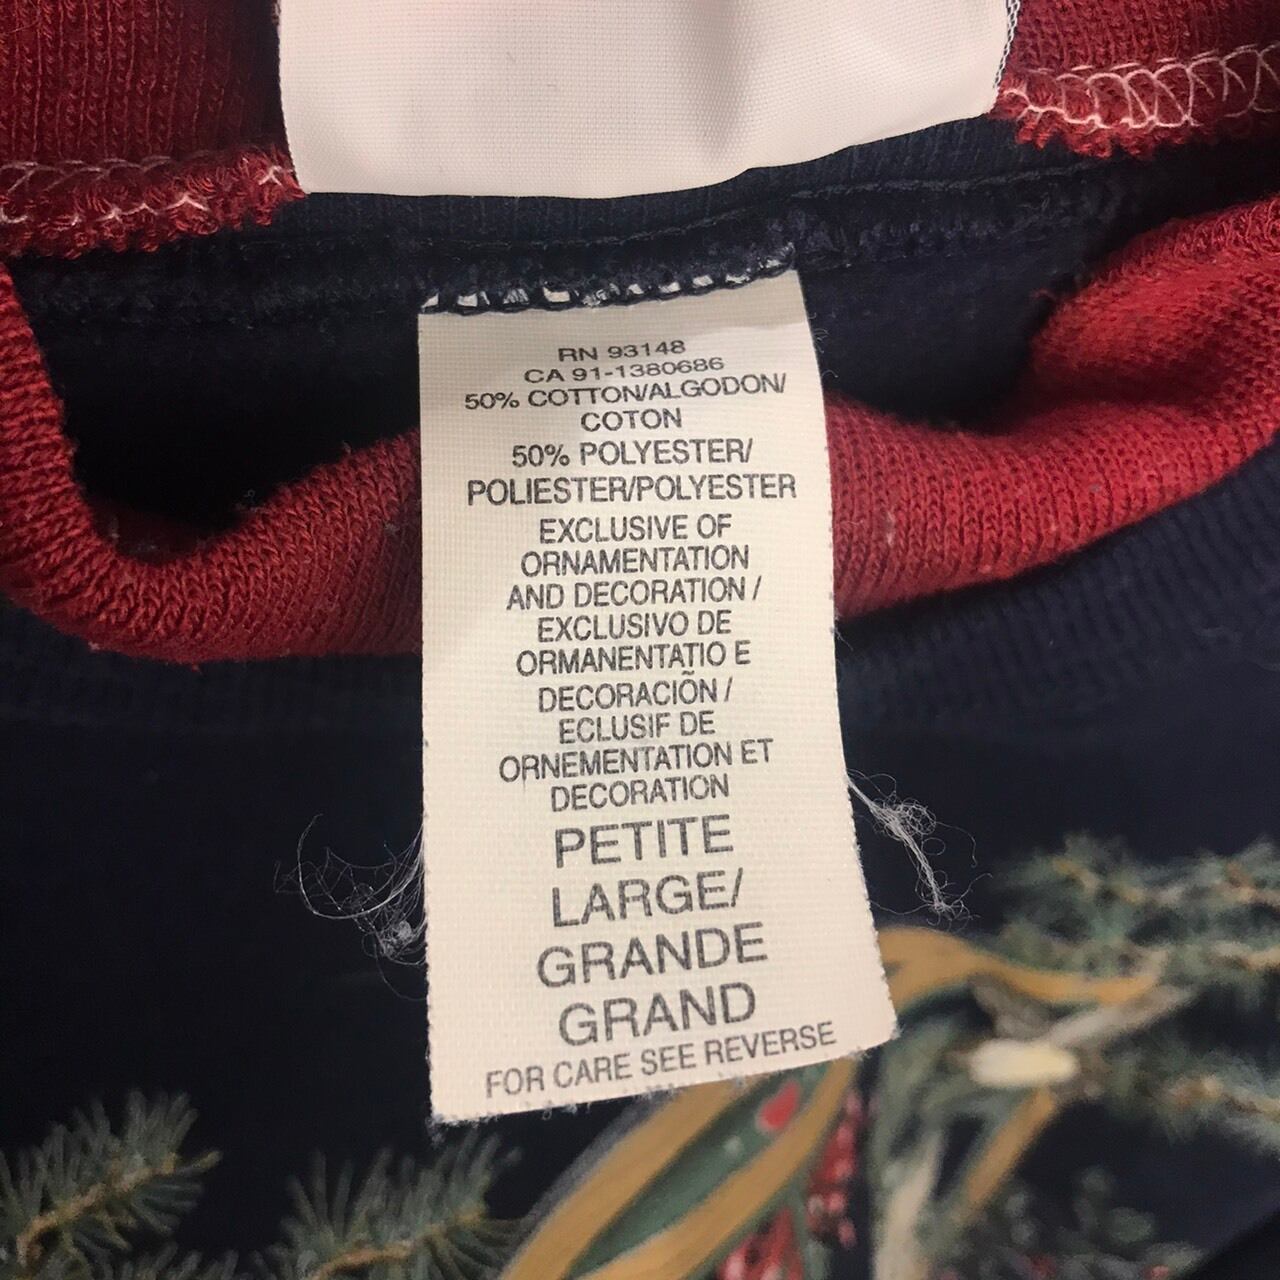 RN 93148
CA 91-1380686
50% COTTON/ALGODON/
COTON
50% POLYESTER/
POLIESTER/POLYESTER
EXCLUSIVE OF
ORNAMENTATION
AND DECORATION /
EXCLUSIVO DE
ORMANENTATIO E
DECORACIÕN /
ECLUSIF DE
ORNEMENTATION ET
DECORATION
PETITE
LARGE/
GRANDE
GRAND
FOR CARE SEE REVERSE